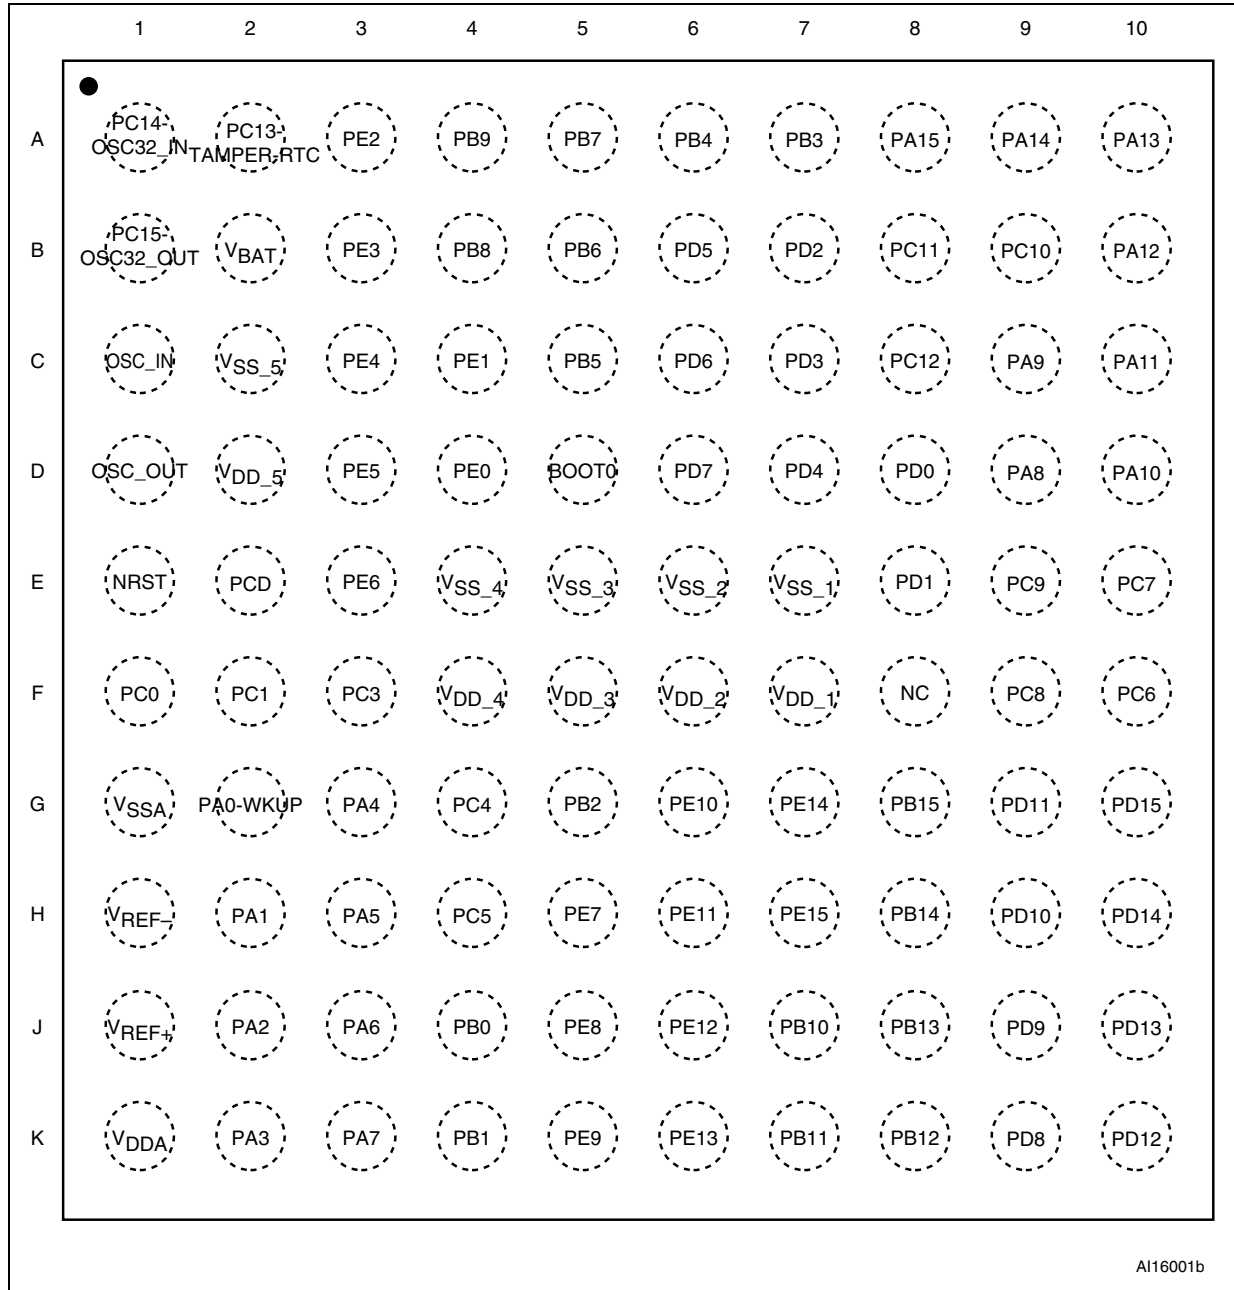 1 2 3 4 5 6 7 8 9 10
A PC14-OSC32_IN PC13-TAMPER-RTC PE2 PB9 PB7 PB4 PB3 PA15 PA14 PA13
B PC15-OSC32_OUT VBAT PE3 PB8 PB6 PD5 PD2 PC11 PC10 PA12
C OSC_IN VSS_5 PE4 PE1 PB5 PD6 PD3 PC12 PA9 PA11
D OSC_OUT VDD_5 PE5 PE0 BOOT0 PD7 PD4 PD0 PA8 PA10
E NRST PCD PE6 VSS_4 VSS_3 VSS_2 VSS_1 PD1 PC9 PC7
F PC0 PC1 PC3 VDD_4 VDD_3 VDD_2 VDD_1 NC PC8 PC6
G VSSA PA0-WKUP PA4 PC4 PB2 PE10 PE14 PB15 PD11 PD15
H VREF– PA1 PA5 PC5 PE7 PE11 PE15 PB14 PD10 PD14
J VREF+ PA2 PA6 PB0 PE8 PE12 PB10 PB13 PD9 PD13
K VDDA PA3 PA7 PB1 PE9 PE13 PB11 PB12 PD8 PD12
AI16001b